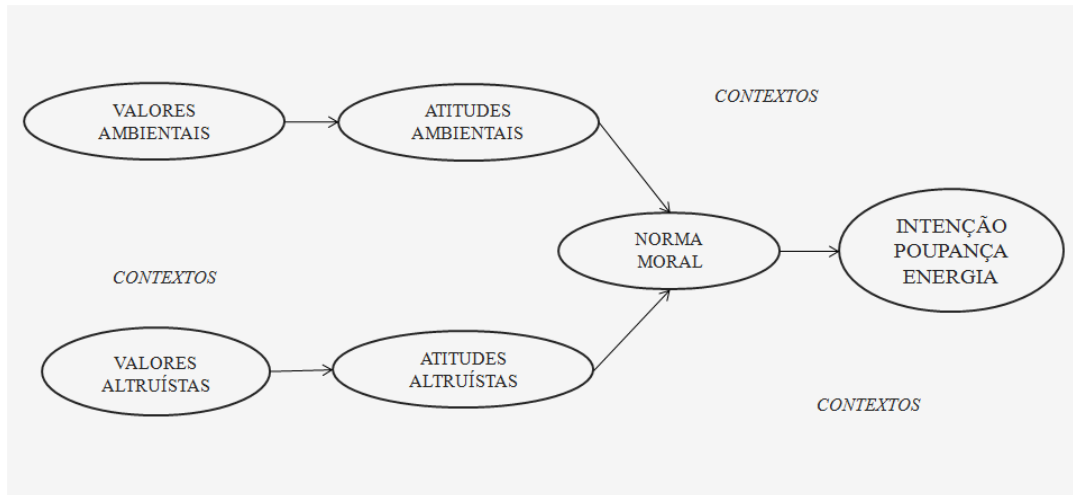 VALORES
AMBIENTAIS
ATITUDES
AMBIENTAIS
CONTEXTOS
NORMA
MORAL
INTENÇÃO
POUPANÇA
ENERGIA
CONTEXTOS
VALORES
ALTRUÍSTAS
ATITUDES
ALTRUÍSTAS
CONTEXTOS